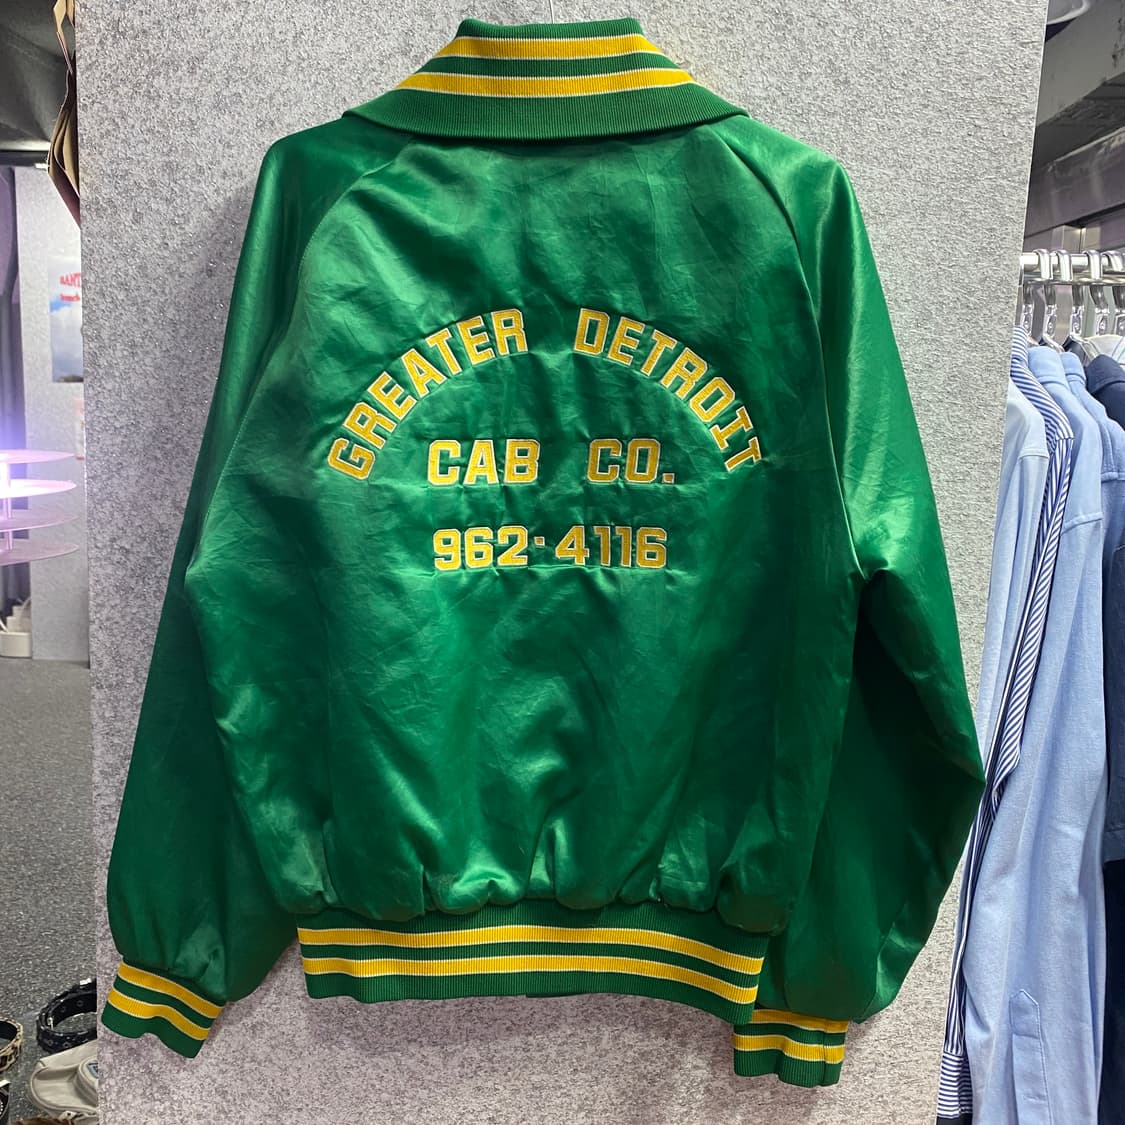 GREATER DETROIT
CAB CO.
962·4116